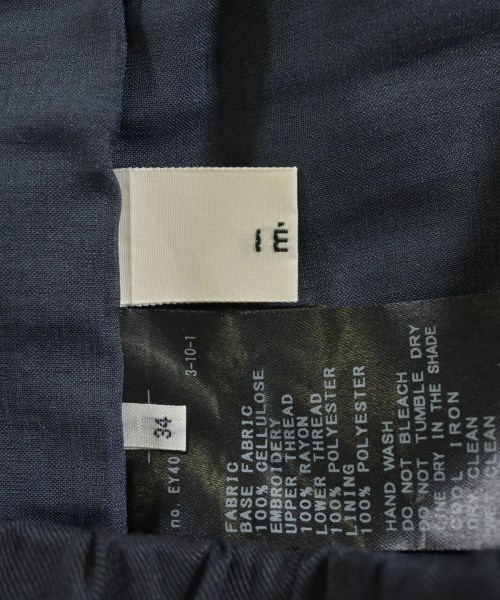 m
34
3-10-1
no. EY40
FABRIC
BASE FABRIC
100% CELLULOSE
EMBROIDERY
UPPER THREAD
100% RAYON
LOWER THREAD
100% POLYESTER
LINING
100% POLYESTER
HAND WASH
DO NOT BLEACH
DO NOT TUMBLE DRY
LINE DRY IN THE SHADE
COOL IRON
DRY CLEAN
CLEAN